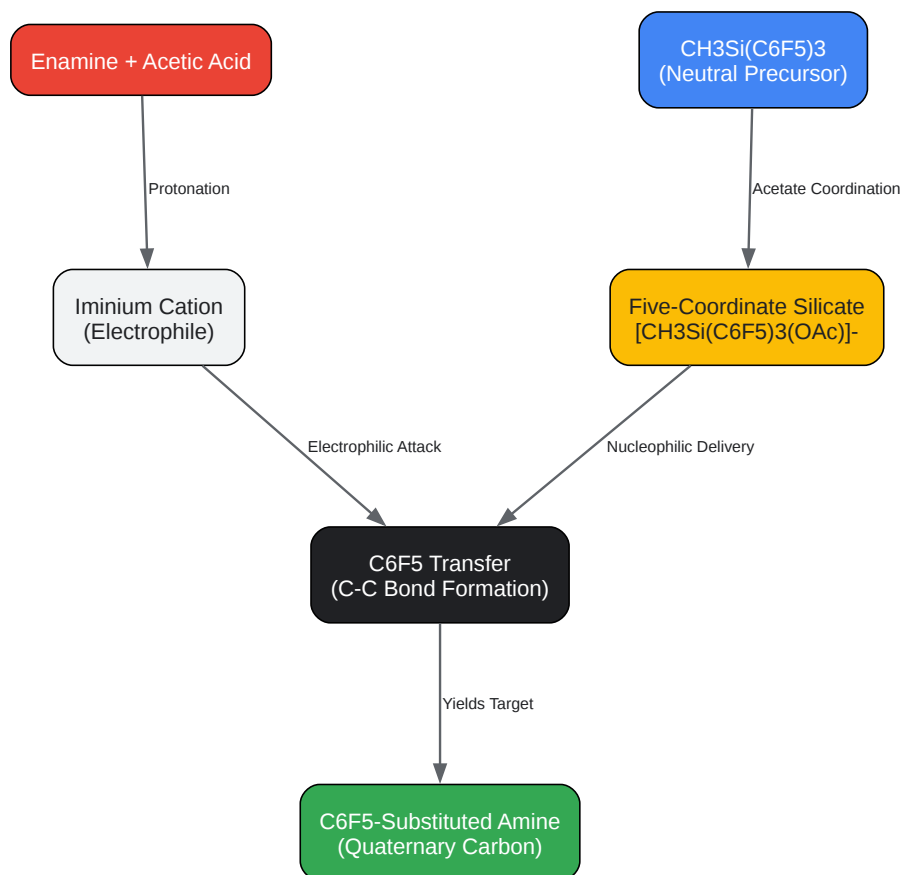 Enamine + Acetic Acid
CH3Si(C6F5)3
(Neutral Precursor)
Protonation
Acetate Coordination
Iminium Cation
(Electrophile)
Five-Coordinate Silicate
[CH3Si(C6F5)3(OAc)]-
Electrophilic Attack
Nucleophilic Delivery
C6F5 Transfer
(C-C Bond Formation)
Yields Target
C6F5-Substituted Amine
(Quaternary Carbon)